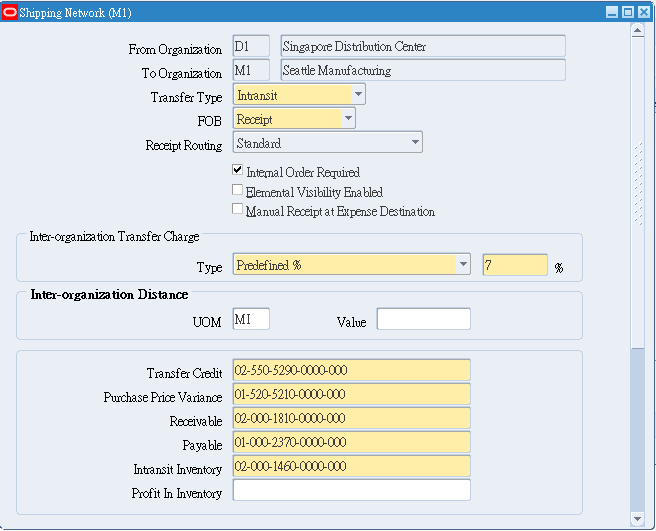 Shipping Network (M1)
From Organization D1 Singapore Distribution Center
To Organization M1 Seattle Manufacturing
Transfer Type Intransit
FOB Receipt
Receipt Routing Standard
Internal Order Required
Elemental Visibility Enabled
Manual Receipt at Expense Destination
Inter-organization Transfer Charge
Type Predefined % 7 %
Inter-organization Distance
UOM MI Value
Transfer Credit 02-550-5290-0000-000
Purchase Price Variance 01-520-5210-0000-000
Receivable 02-000-1810-0000-000
Payable 01-000-2370-0000-000
Intransit Inventory 02-000-1460-0000-000
Profit In Inventory